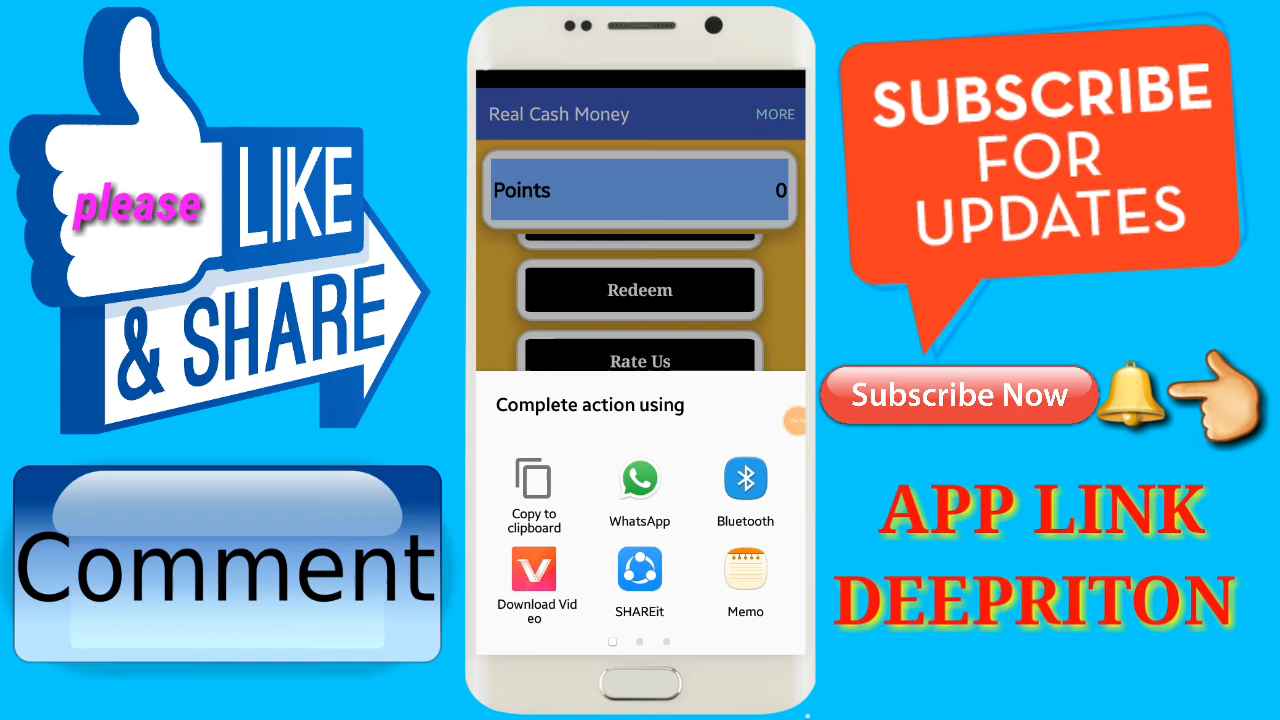 please
LIKE
& SHARE
Comment
Real Cash Money
MORE
Points
0
Redeem
Rate Us
Complete action using
Copy to
clipboard
WhatsApp
Bluetooth
Download Vid
eo
SHAREit
Memo
SUBSCRIBE
FOR
UPDATES
Subscribe Now
APP LINK
DEEPRITON